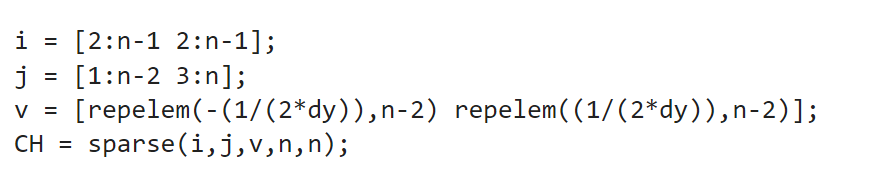 i = [2:n-1 2:n-1];
j = [1:n-2 3:n];
v = [repelem(-(1/(2*dy)),n-2) repelem((1/(2*dy)),n-2)];
CH = sparse(i,j,v,n,n);